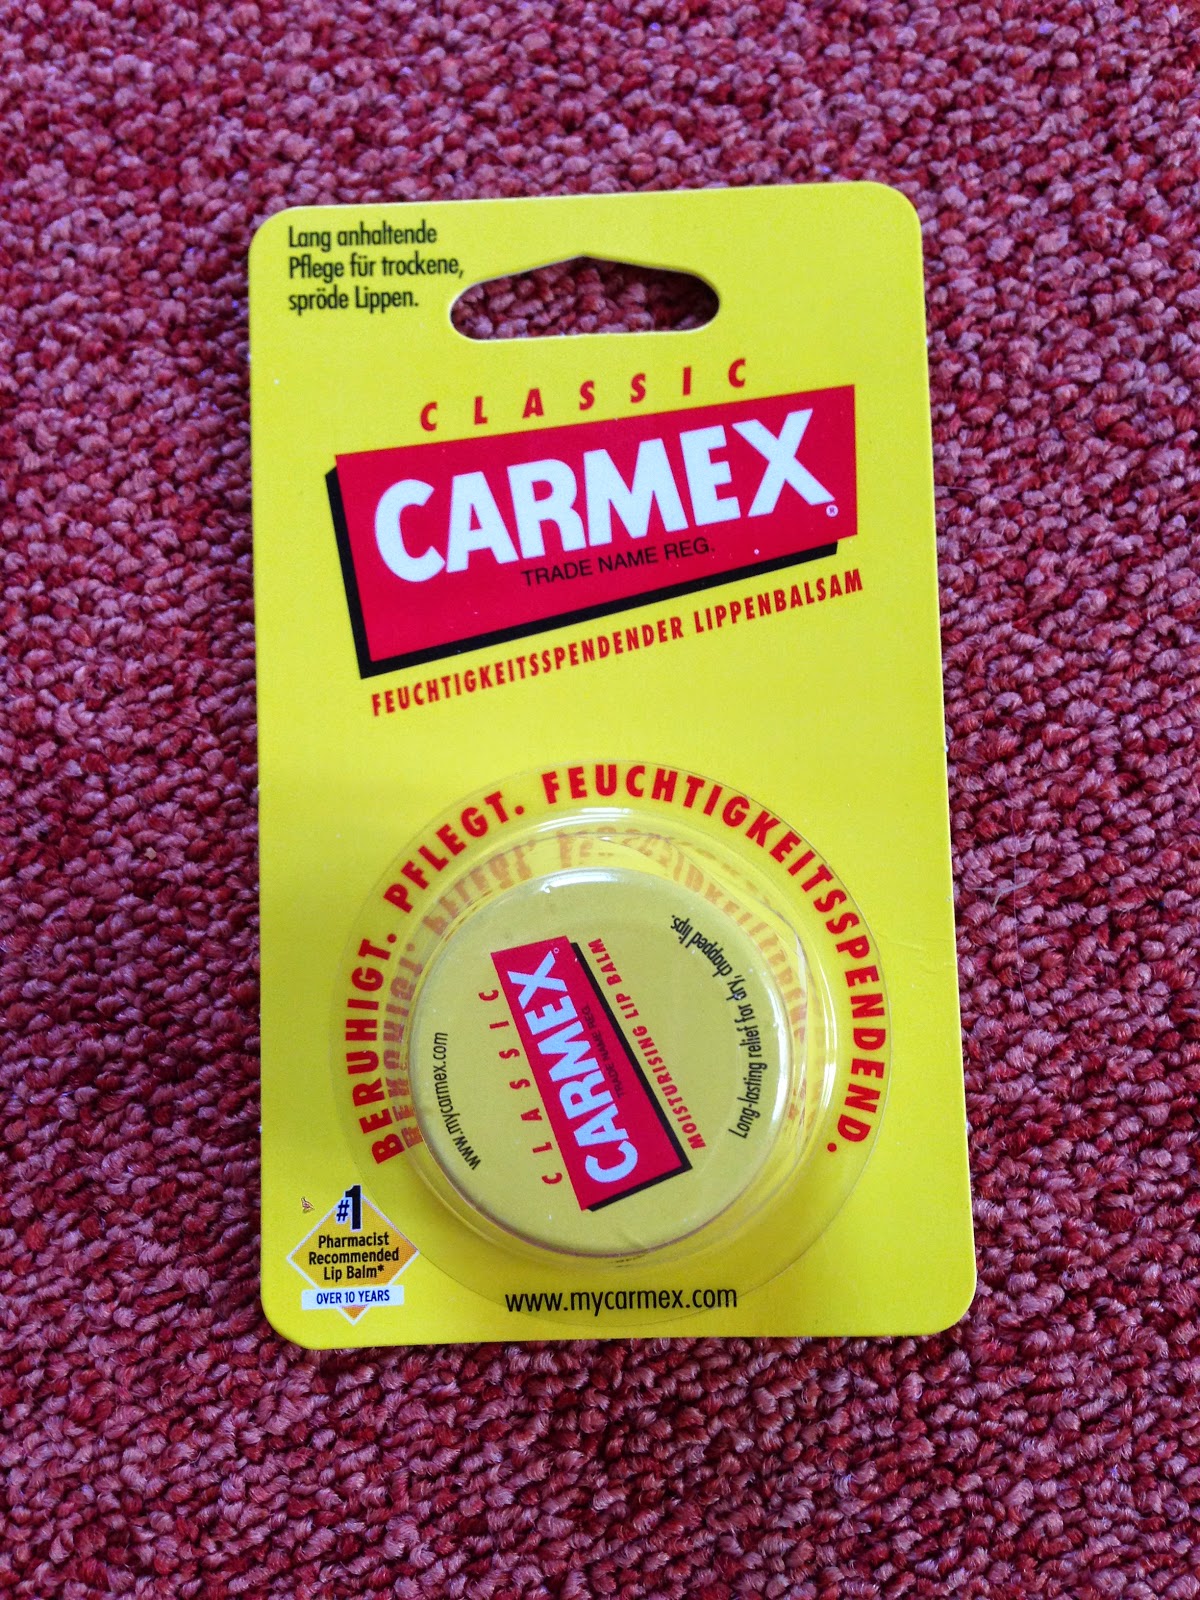 Lang anhaltende
Pflege für trockene,
spröde Lippen.
CLASSIC
CARMEX®
TRADE NAME REG.
FEUCHTIGKEITSSPENDENDER LIPPENBALSAM
BERUHIGT. PFLEGT. FEUCHTIGKEITSSPENDEND.
www.mycarmex.com
CLASSIC
CARMEX®
TRADE NAME REG.
MOISTURISING LIP BALM
Long-lasting relief for dry, chapped lips.
#1
Pharmacist
Recommended
Lip Balm*
OVER 10 YEARS
www.mycarmex.com